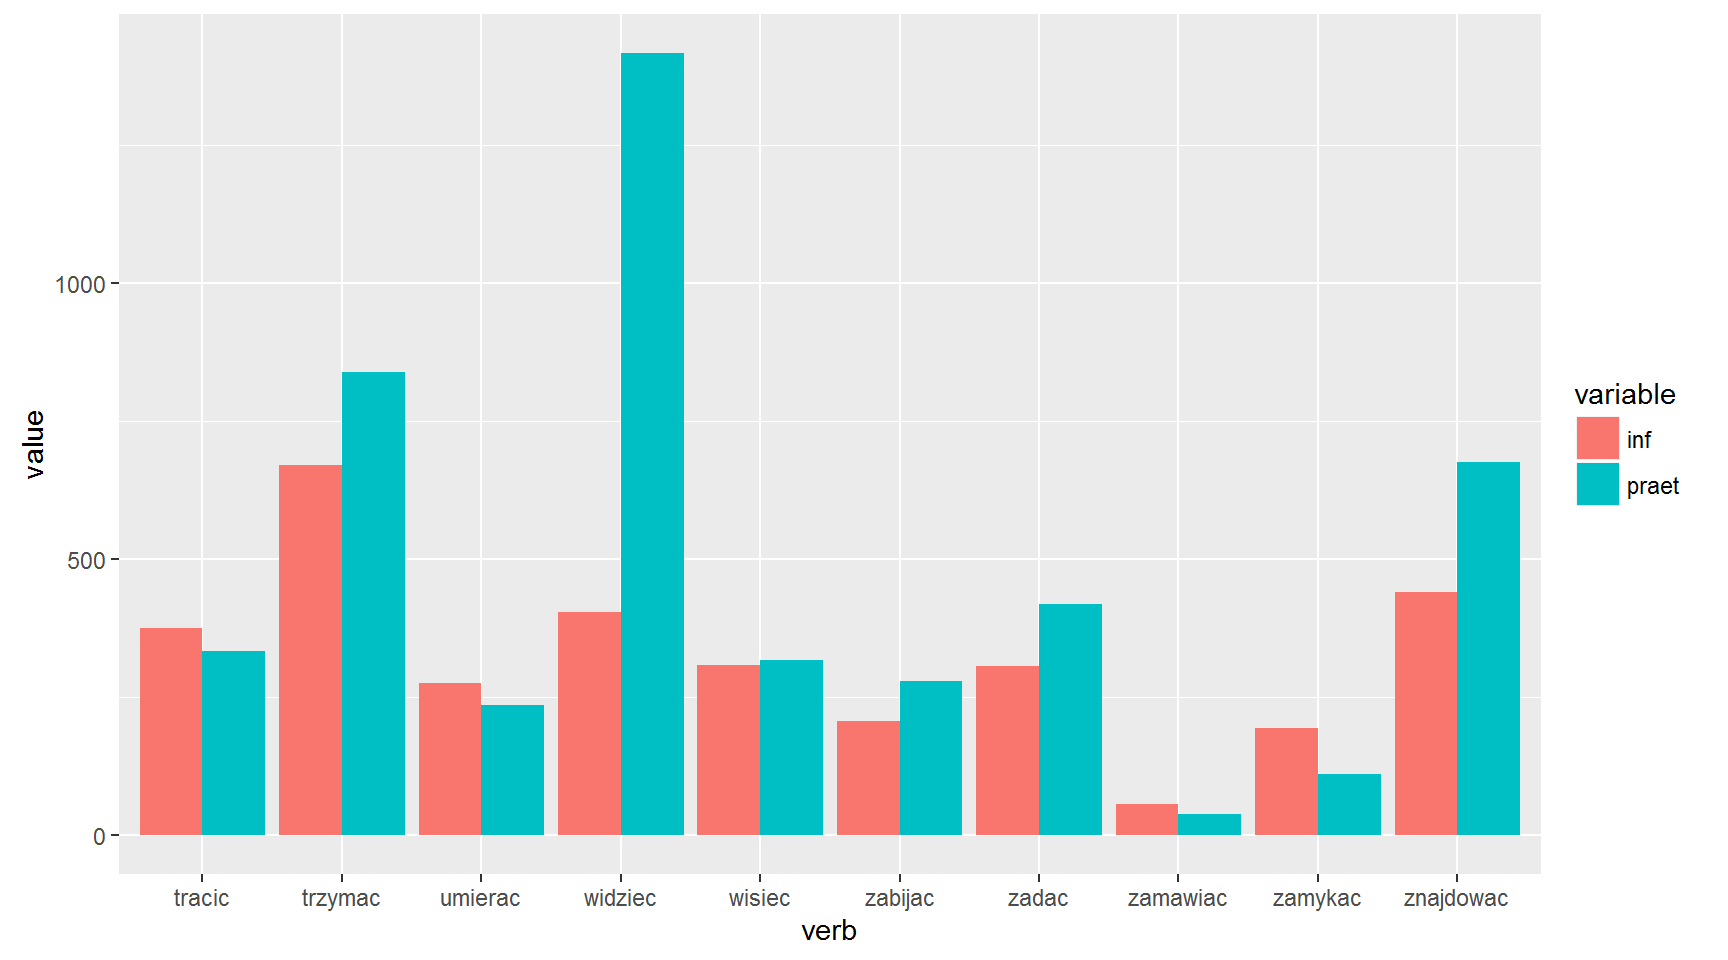 1000
500
0
value
tracic
trzymac
umierac
widziec
wisiec
zabijac
zadac
zamawiac
zamykac
znajdowac
verb
variable
inf
praet